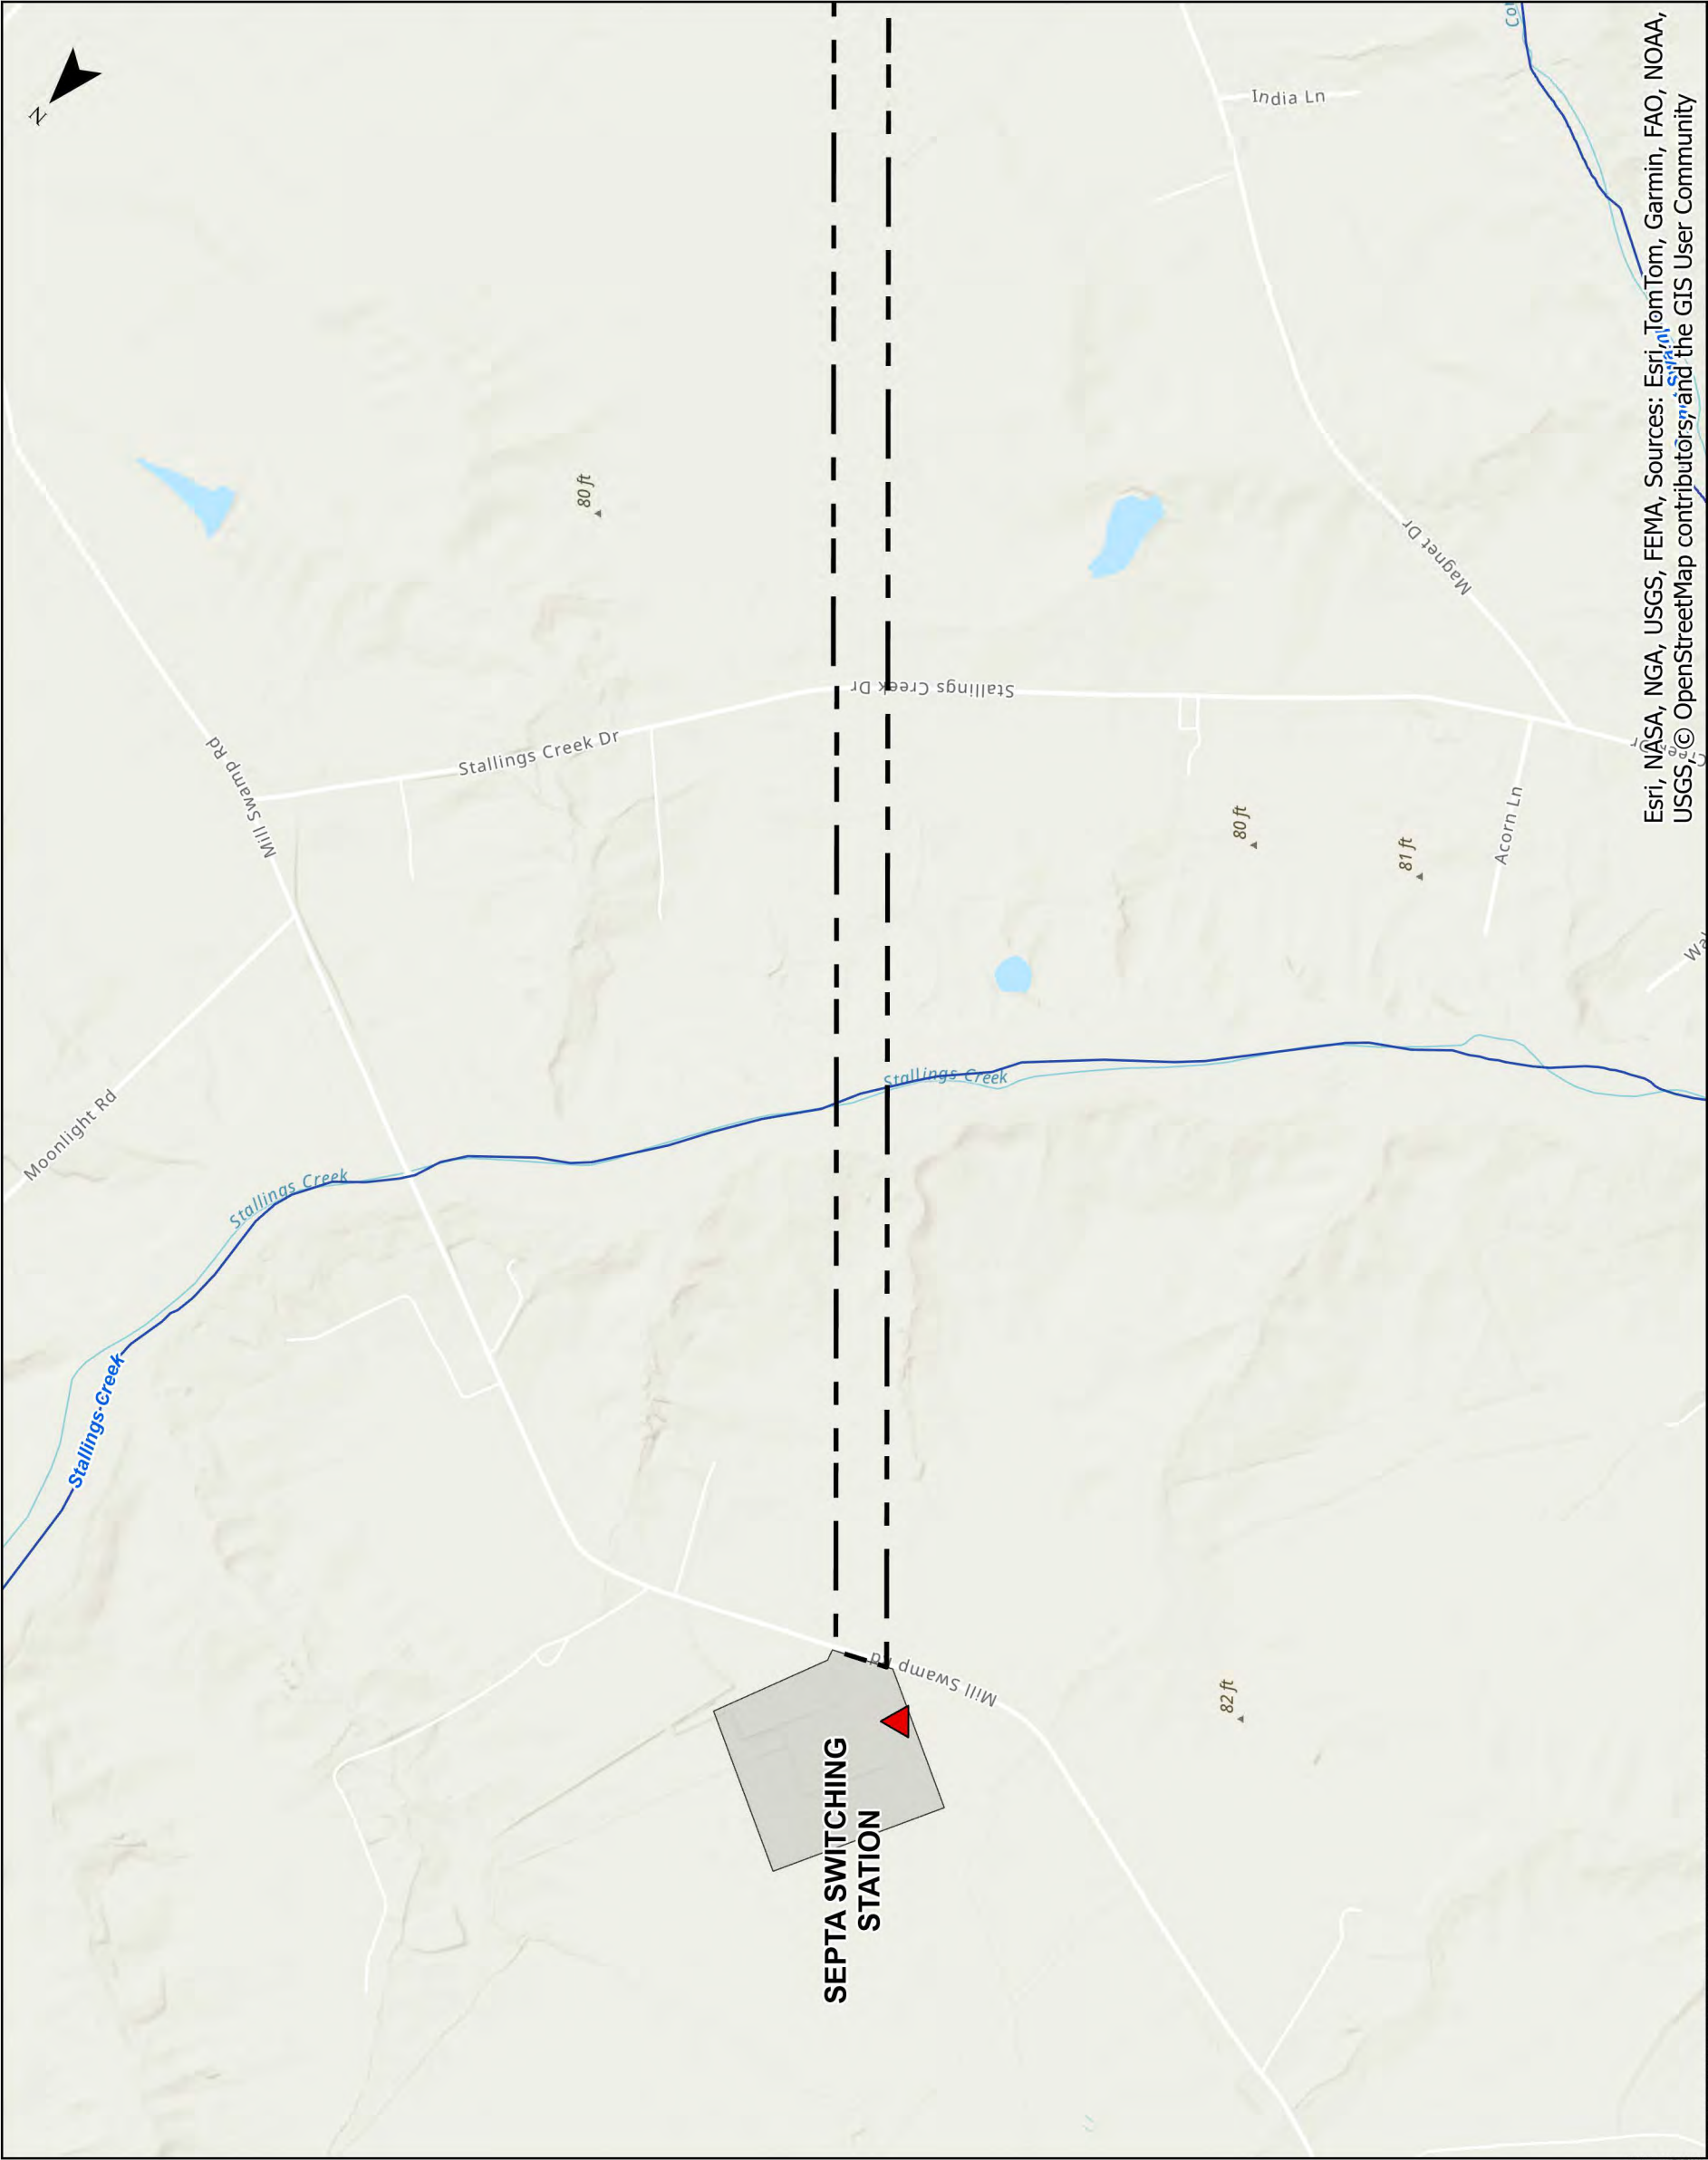 N
India Ln
Esri, NASA, NGA, USGS, FEMA, Sources: Esri, TomTom, Garmin, FAO, NOAA,
USGS, © OpenStreetMap contributors, and the GIS User Community
80 ft
Magnet Dr
Stallings Creek Dr
Stallings Creek Dr
Mill Swamp Rd
80 ft
81 ft
Acorn Ln
Moonlight Rd
Stallings Creek
Stallings Creek
Stallings Creek
Mill Swamp Rd
82 ft
SEPTA SWITCHING
STATION